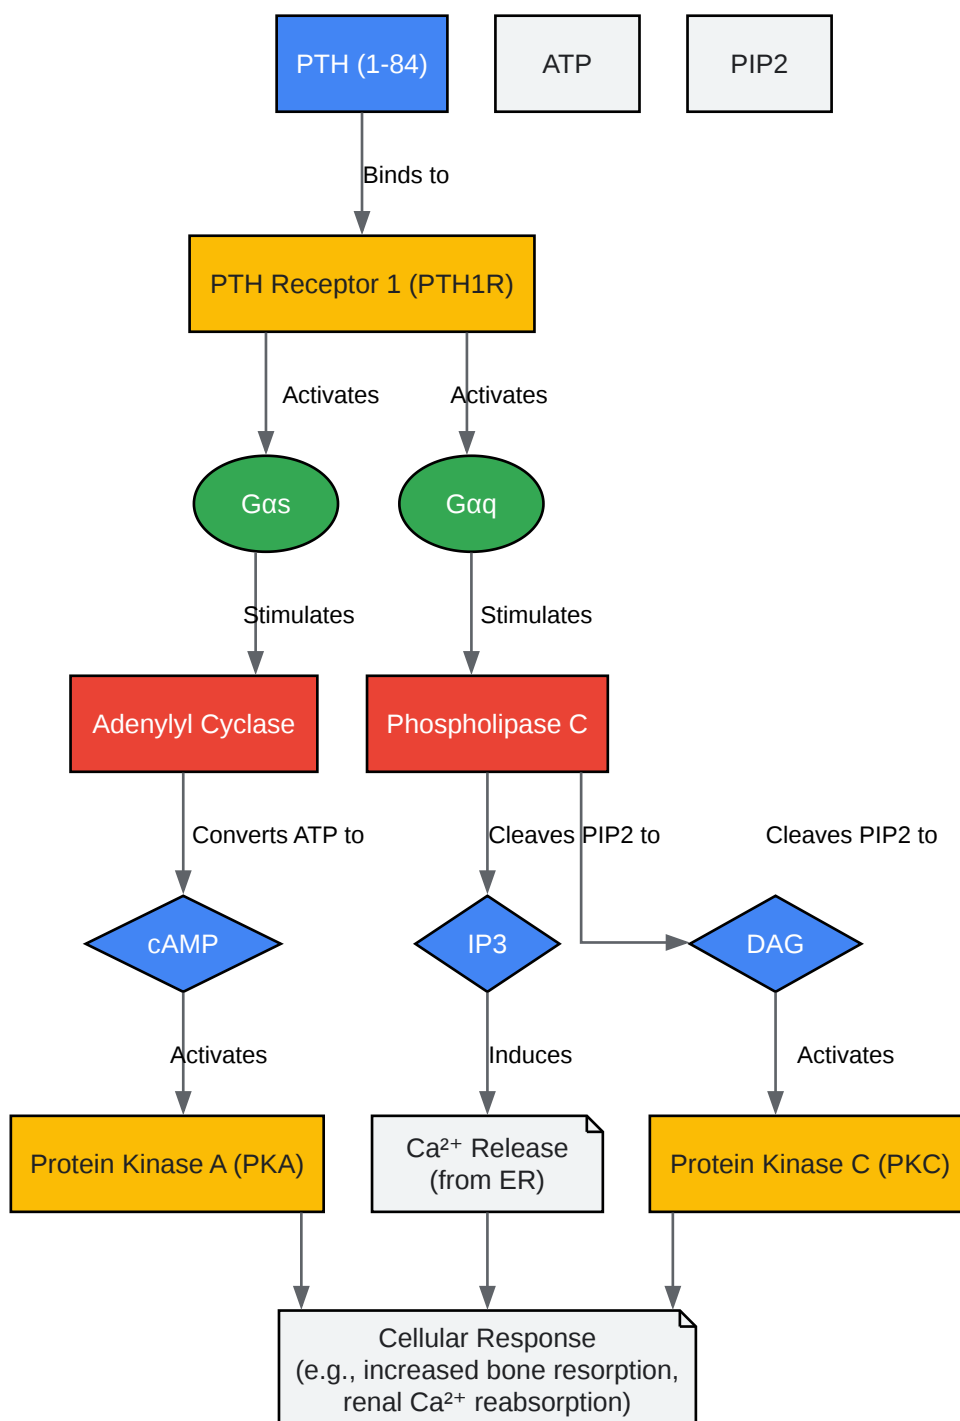 PTH (1-84)
ATP
PIP2
Binds to
PTH Receptor 1 (PTH1R)
Activates
Activates
Gαs
Gαq
Stimulates
Stimulates
Adenylyl Cyclase
Phospholipase C
Converts ATP to
Cleaves PIP2 to
Cleaves PIP2 to
cAMP
IP3
DAG
Activates
Induces
Activates
Protein Kinase A (PKA)
Ca²⁺ Release
(from ER)
Protein Kinase C (PKC)
Cellular Response
(e.g., increased bone resorption,
renal Ca²⁺ reabsorption)